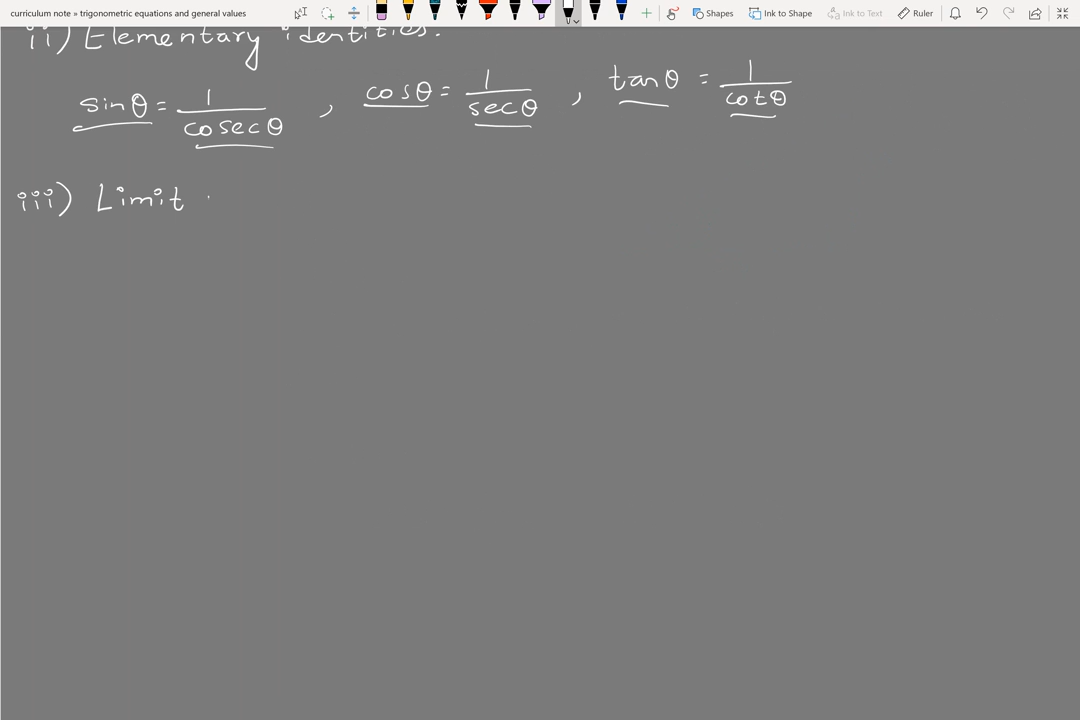 curriculum note » trigonometric equations and general values
Shapes Ink to Shape Ink to Text Ruler
ii) Elementary identities.
sinθ = 1/cosecθ , cosθ = 1/secθ , tanθ = 1/cotθ
iii) Limit